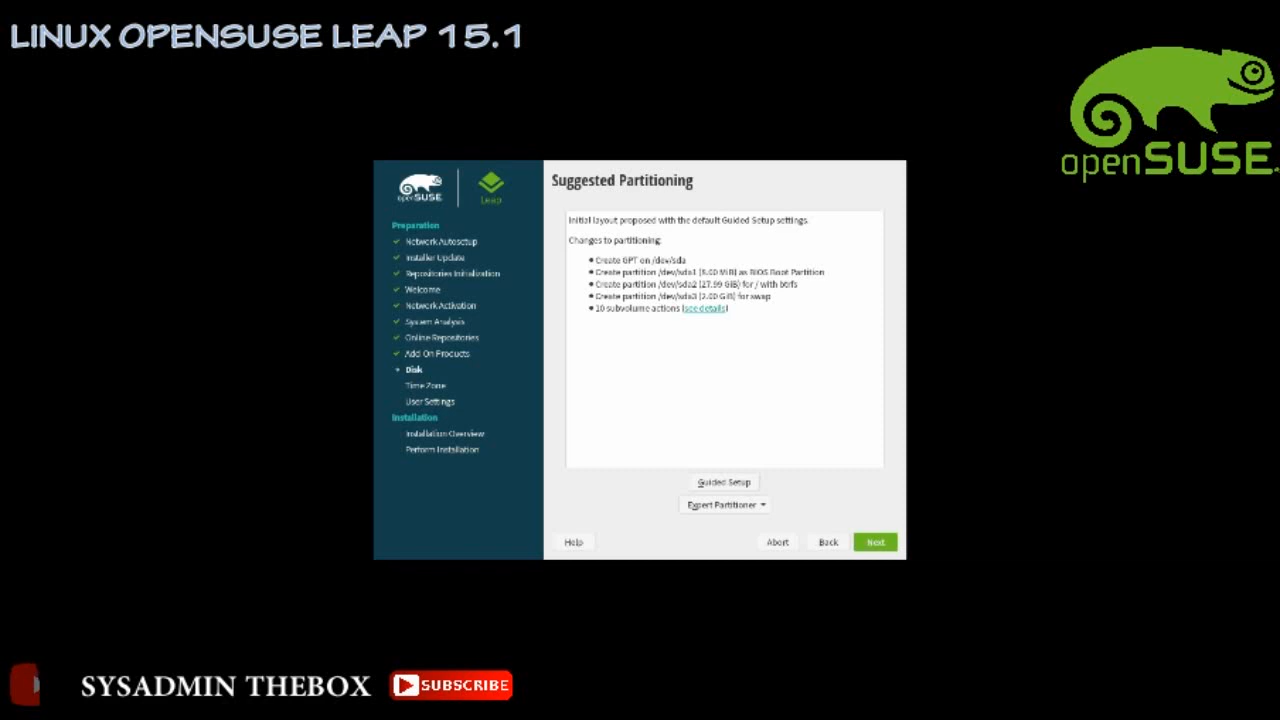 LINUX OPENSUSE LEAP 15.1
openSUSE.
openSUSE
Leap
Preparation
Network Autosetup
Installer Update
Repositories Initialization
Welcome
Network Activation
System Analysis
Online Repositories
Add On Products
Disk
Time Zone
User Settings
Installation
Installation Overview
Perform Installation
Suggested Partitioning
Initial layout proposed with the default Guided Setup settings.
Changes to partitioning:
Create GPT on /dev/sda
Create partition /dev/sda1 (8.00 MiB) as BIOS Boot Partition
Create partition /dev/sda2 (27.99 GiB) for / with btrfs
Create partition /dev/sda3 (2.00 GiB) for swap
10 subvolume actions (see details)
Guided Setup
Expert Partitioner
Help
Abort
Back
Next
SYSADMIN THEBOX
SUBSCRIBE